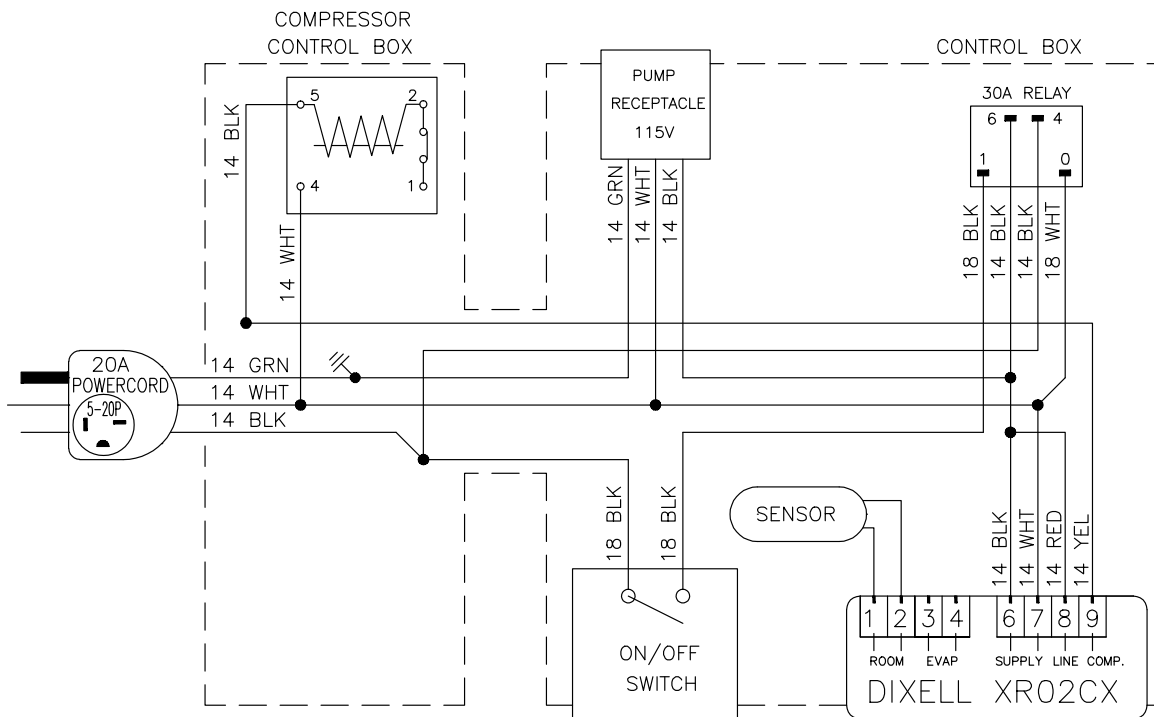 COMPRESSOR
CONTROL BOX
CONTROL BOX
5
2
4
1
14 BLK
14 WHT
PUMP
RECEPTACLE
115V
14 GRN
14 WHT
14 BLK
30A RELAY
6
4
1
0
18 BLK
14 BLK
14 BLK
18 WHT
20A
POWERCORD
5-20P
14 GRN
14 WHT
14 BLK
18 BLK
18 BLK
ON/OFF
SWITCH
SENSOR
14 BLK
14 WHT
14 RED
14 YEL
1 2 3 4 6 7 8 9
ROOM EVAP SUPPLY LINE COMP.
DIXELL XR02CX